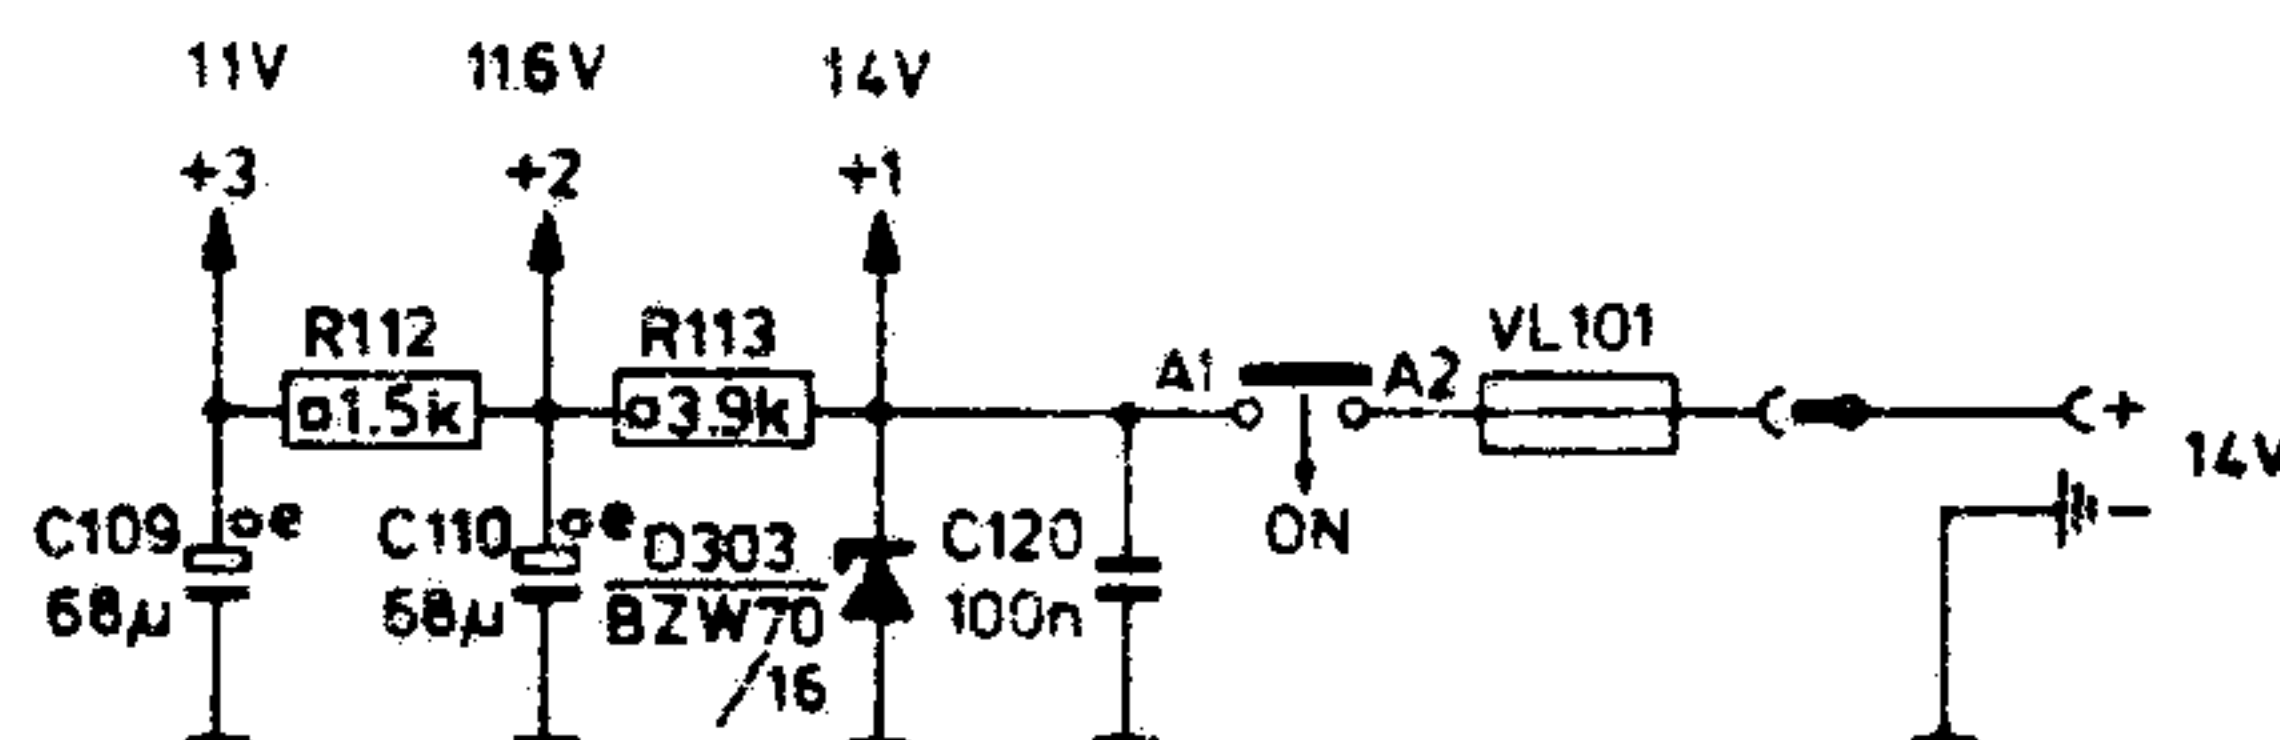 11V 11.6V 14V
+3 +2 +1
R112 R113 VL101
A1 A2
1.5k 3.9k +
14V
C109 e C110 e D303 C120 ON -
68µ 68µ BZW70 100n
/16